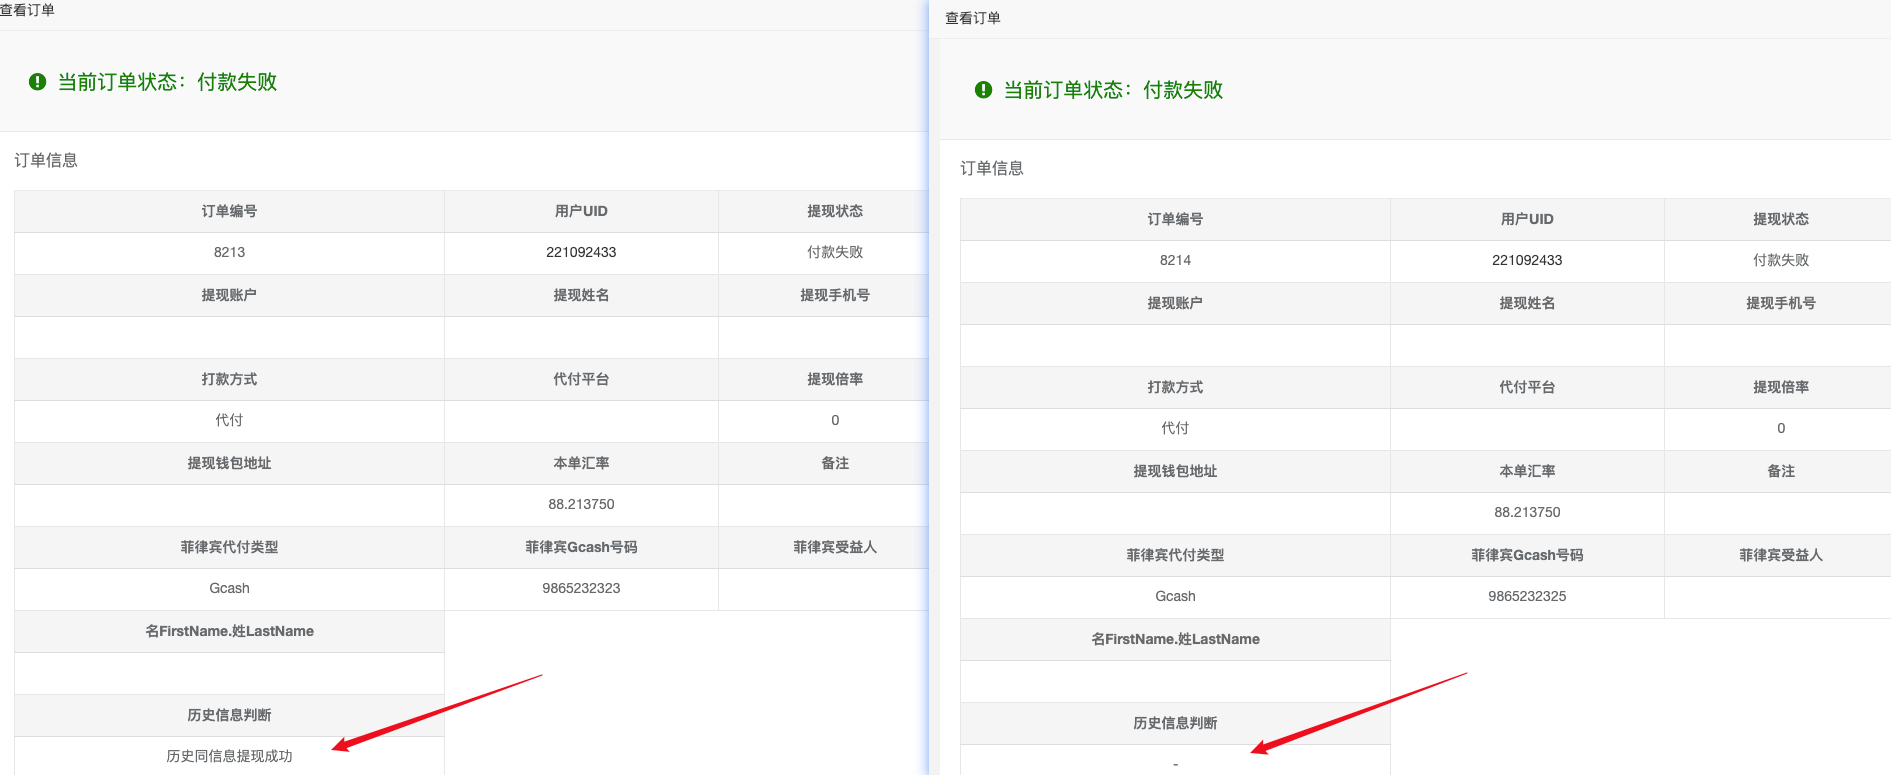 查看订单
当前订单状态：付款失败
订单信息
订单编号 用户UID 提现状态
8213 221092433 付款失败
提现账户 提现姓名 提现手机号
打款方式 代付平台 提现倍率
代付 0
提现钱包地址 本单汇率 备注
88.213750
菲律宾代付类型 菲律宾Gcash号码 菲律宾受益人
Gcash 9865232323
名FirstName.姓LastName
历史信息判断
历史同信息提现成功
查看订单
当前订单状态：付款失败
订单信息
订单编号 用户UID 提现状态
8214 221092433 付款失败
提现账户 提现姓名 提现手机号
打款方式 代付平台 提现倍率
代付 0
提现钱包地址 本单汇率 备注
88.213750
菲律宾代付类型 菲律宾Gcash号码 菲律宾受益人
Gcash 9865232325
名FirstName.姓LastName
历史信息判断
-